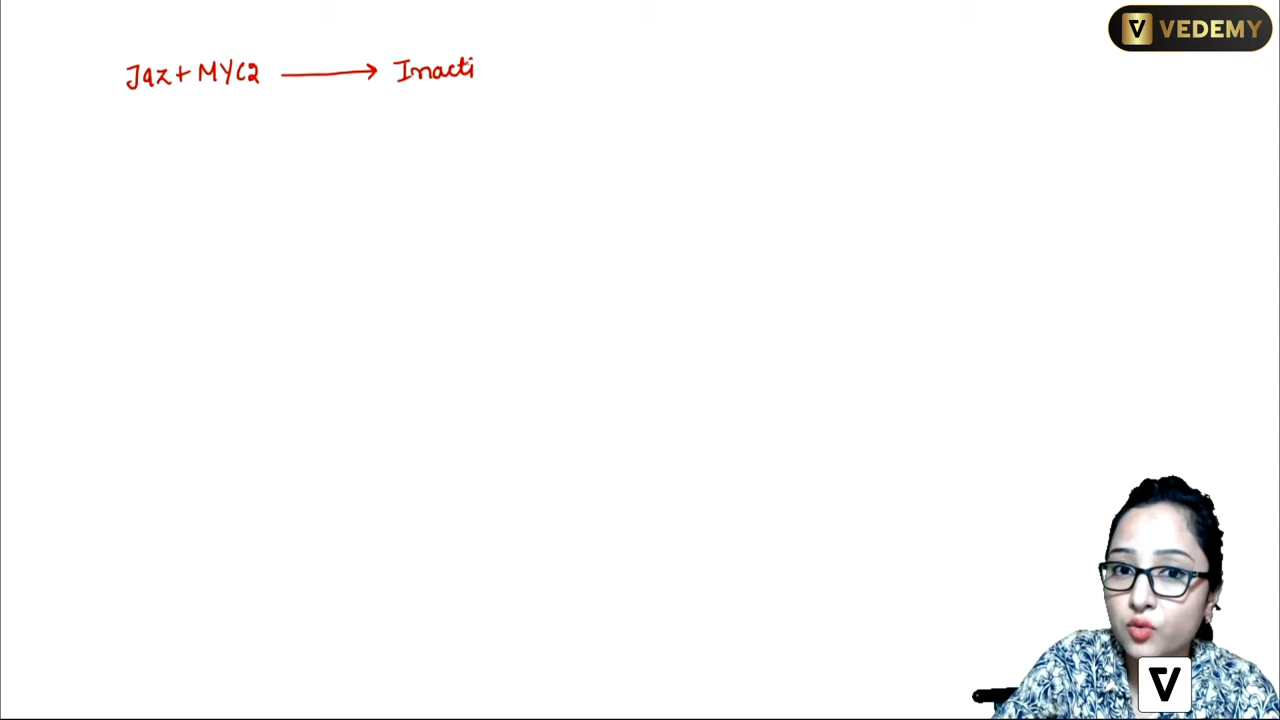 Jaz + MYC2 → Inacti
VEDEMY